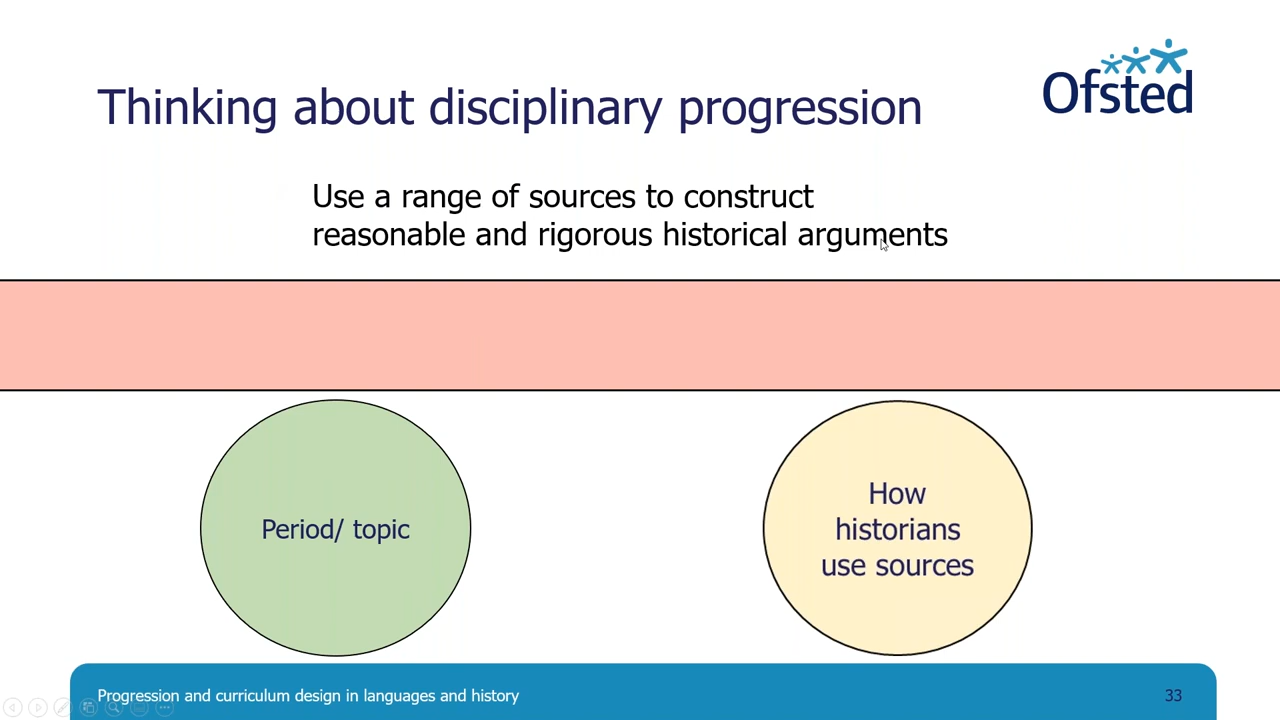 Ofsted
Thinking about disciplinary progression
Use a range of sources to construct
reasonable and rigorous historical arguments
Period/ topic
How
historians
use sources
Progression and curriculum design in languages and history
33